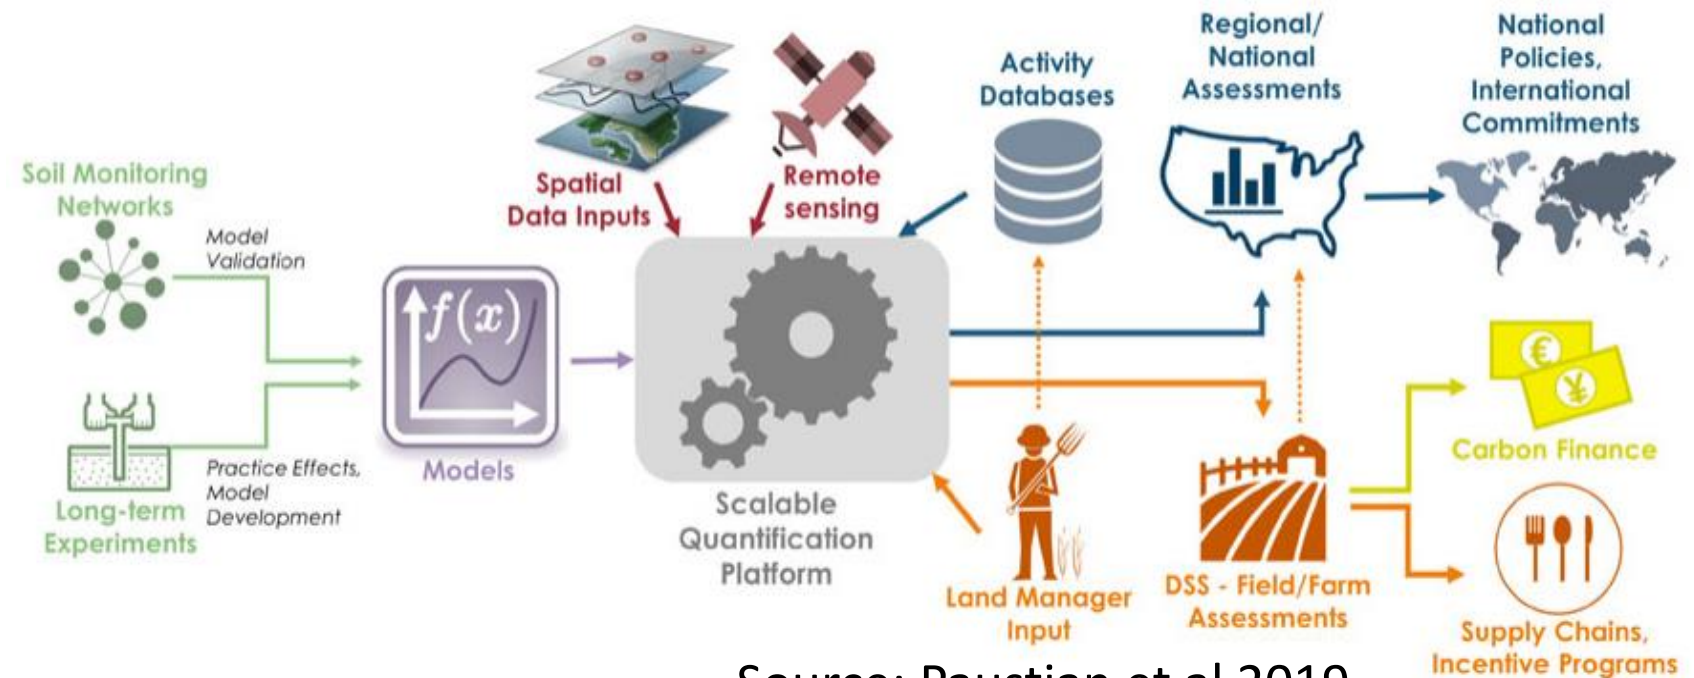 Soil Monitoring
Networks
Model
Validation
Long-term
Experiments
Practice Effects,
Model
Development
f(x)
Models
Spatial
Data Inputs
Remote
sensing
Scalable
Quantification
Platform
Activity
Databases
Land Manager
Input
Regional/
National
Assessments
DSS - Field/Farm
Assessments
National
Policies,
International
Commitments
€
¥
Carbon Finance
Supply Chains,
Incentive Programs
Source: Paustian et al 2019